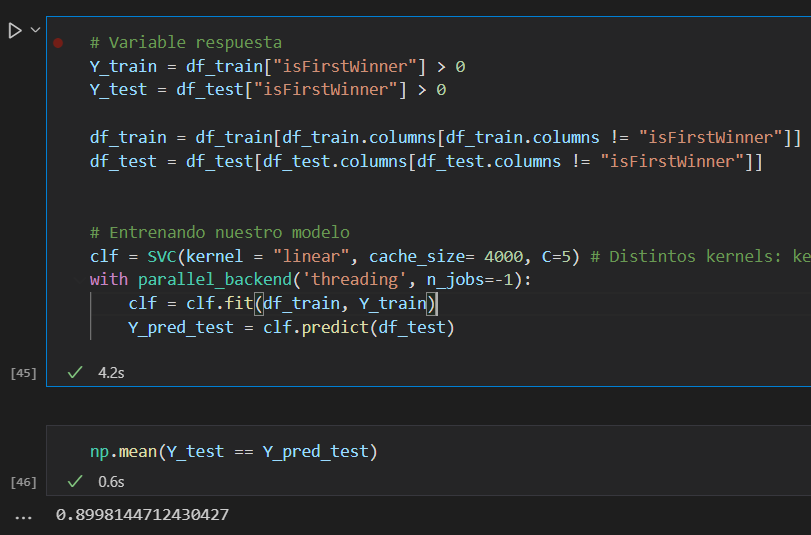 # Variable respuesta
Y_train = df_train["isFirstWinner"] > 0
Y_test = df_test["isFirstWinner"] > 0
df_train = df_train[df_train.columns[df_train.columns != "isFirstWinner"]]
df_test = df_test[df_test.columns[df_test.columns != "isFirstWinner"]]
# Entrenando nuestro modelo
clf = SVC(kernel = "linear", cache_size= 4000, C=5) # Distintos kernels: ke
with parallel_backend('threading', n_jobs=-1):
clf = clf.fit(df_train, Y_train)
Y_pred_test = clf.predict(df_test)
[45] 4.2s
np.mean(Y_test == Y_pred_test)
[46] 0.6s
... 0.8998144712430427